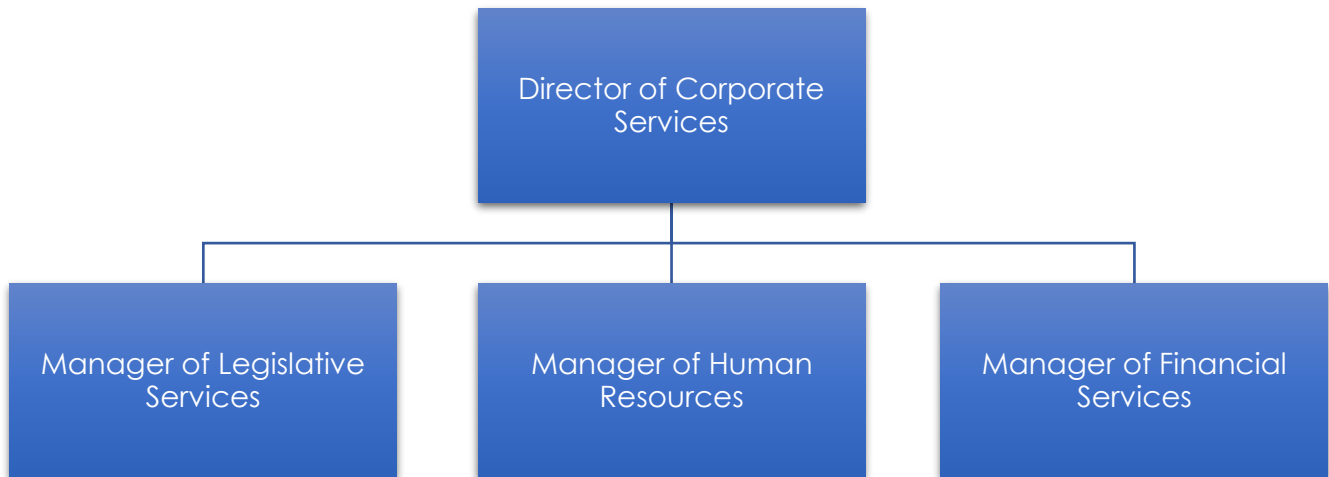 Director of Corporate
Services
Manager of Legislative
Services
Manager of Human
Resources
Manager of Financial
Services